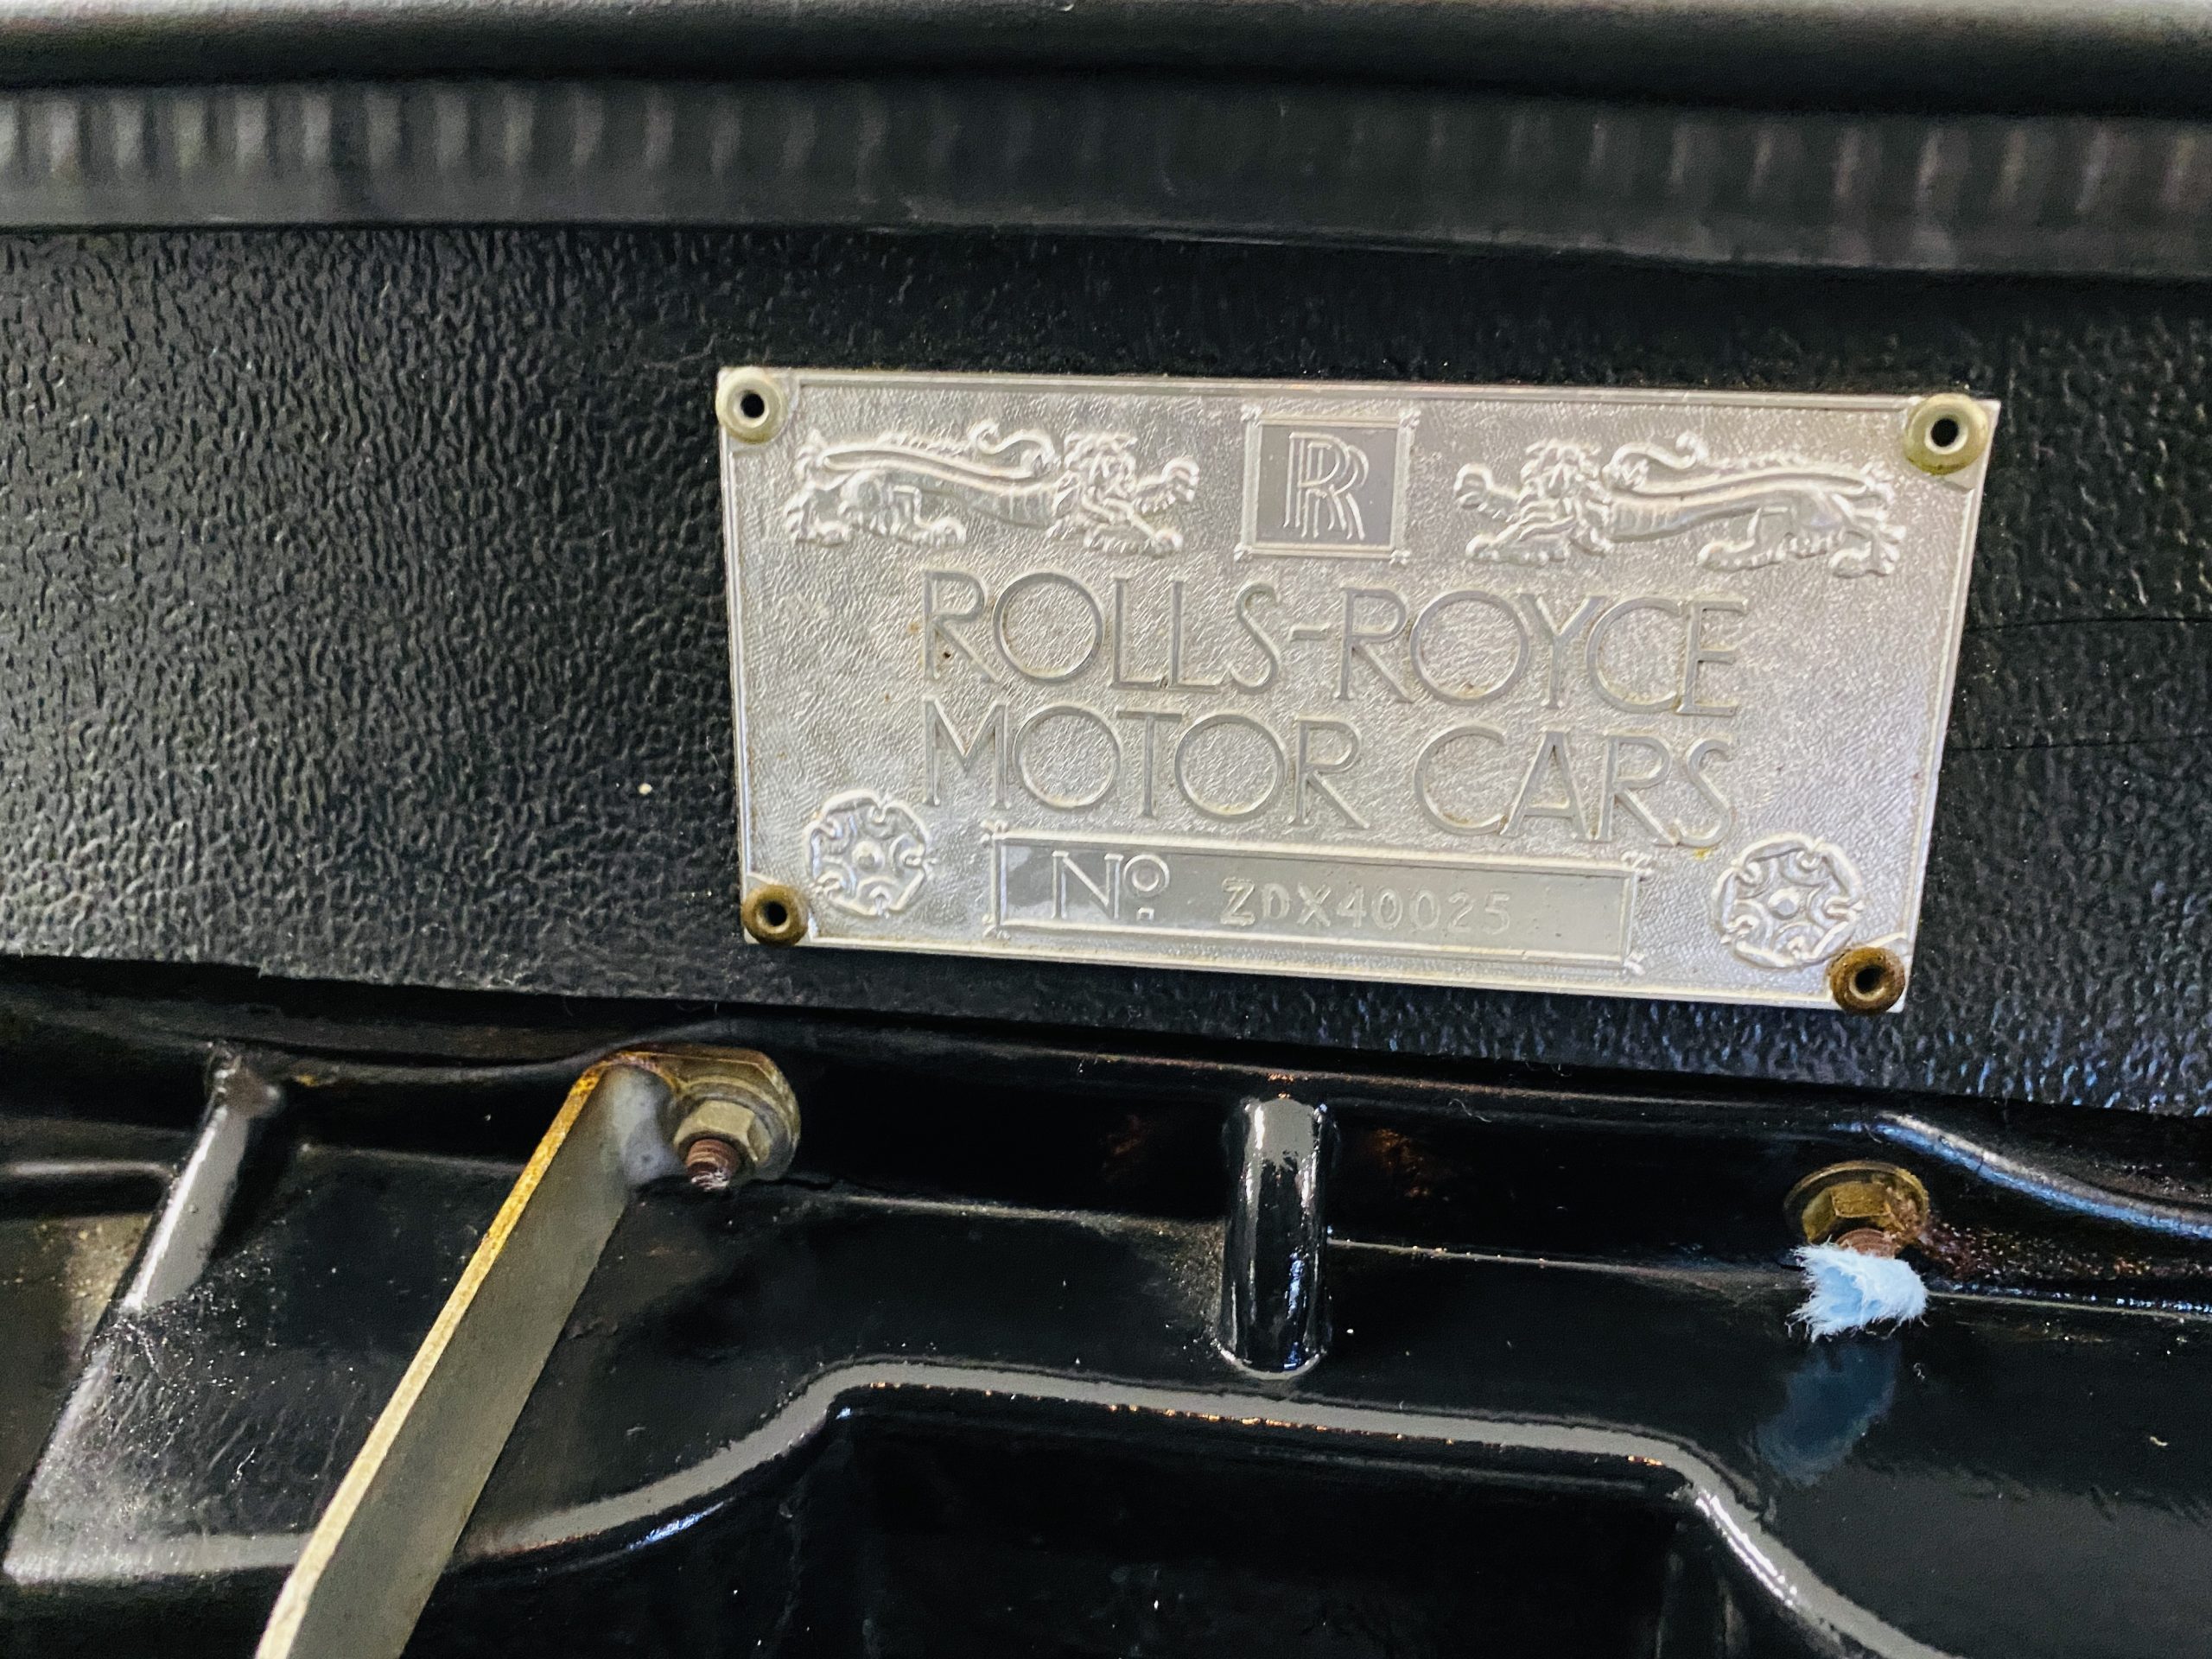 RR
ROLLS-ROYCE
MOTOR CARS
Nº ZDX40025